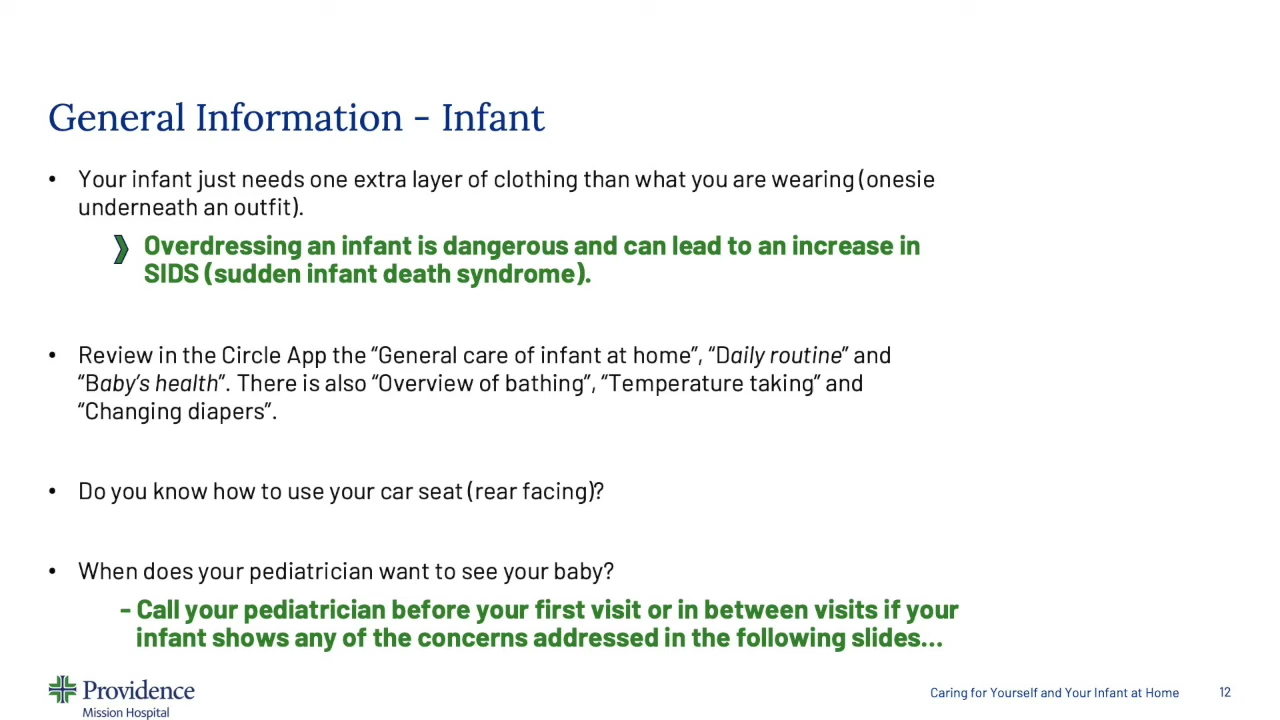 General Information - Infant
• Your infant just needs one extra layer of clothing than what you are wearing (onesie
underneath an outfit).
Overdressing an infant is dangerous and can lead to an increase in
SIDS (sudden infant death syndrome).
• Review in the Circle App the “General care of infant at home”, “Daily routine” and
“Baby’s health”. There is also “Overview of bathing”, “Temperature taking” and
“Changing diapers”.
• Do you know how to use your car seat (rear facing)?
• When does your pediatrician want to see your baby?
- Call your pediatrician before your first visit or in between visits if your
infant shows any of the concerns addressed in the following slides...
Providence
Mission Hospital
Caring for Yourself and Your Infant at Home 12